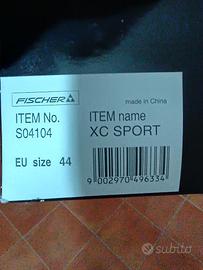 FISCHER
made in China
ITEM No.
ITEM name
S04104
XC SPORT
EU size 44
9 002970 496334
subito